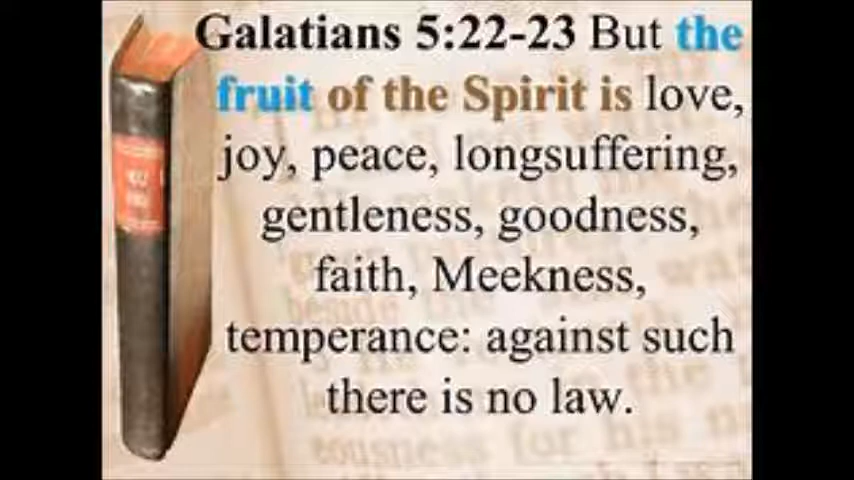 Galatians 5:22-23 But the
fruit of the Spirit is love,
joy, peace, longsuffering,
gentleness, goodness,
faith, Meekness,
temperance: against such
there is no law.